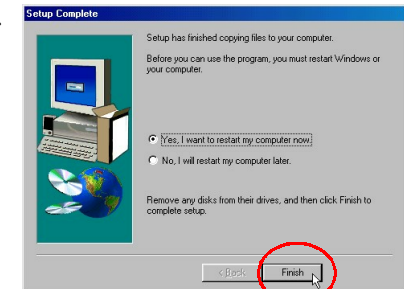 Setup Complete
Setup has finished copying files to your computer.
Before you can use the program, you must restart Windows or
your computer.
Yes, I want to restart my computer now.
No, I will restart my computer later.
Remove any disks from their drives, and then click Finish to
complete setup.
< Back
Finish